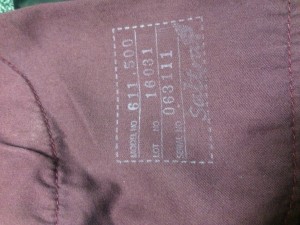 MODEL NO 611.500
LOT NO 16031
SERIAL NO 063111